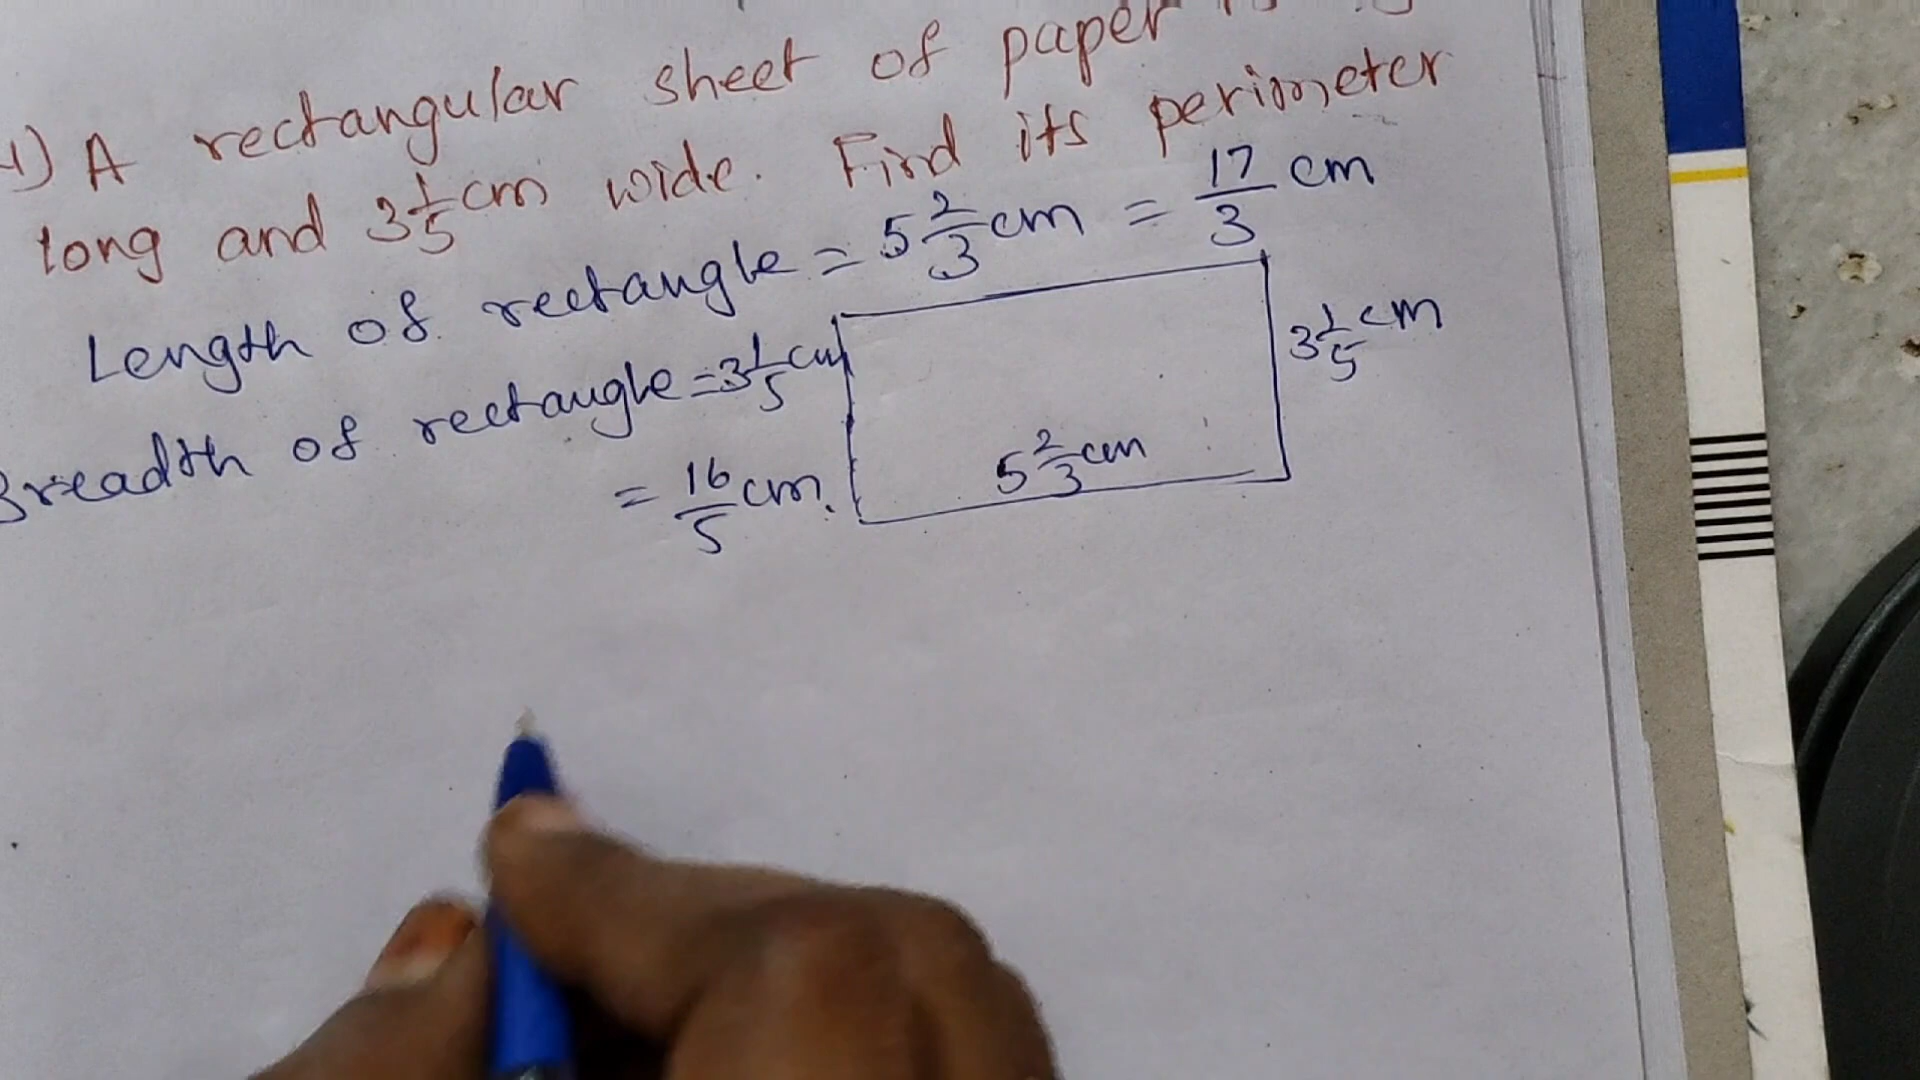 1) A rectangular sheet of paper is
long and 3 1/5 cm wide. Find its perimeter
Length of rectangle = 5 2/3 cm = 17/3 cm
Breadth of rectangle = 3 1/5 cm
= 16/5 cm.
3 1/5 cm
5 2/3 cm